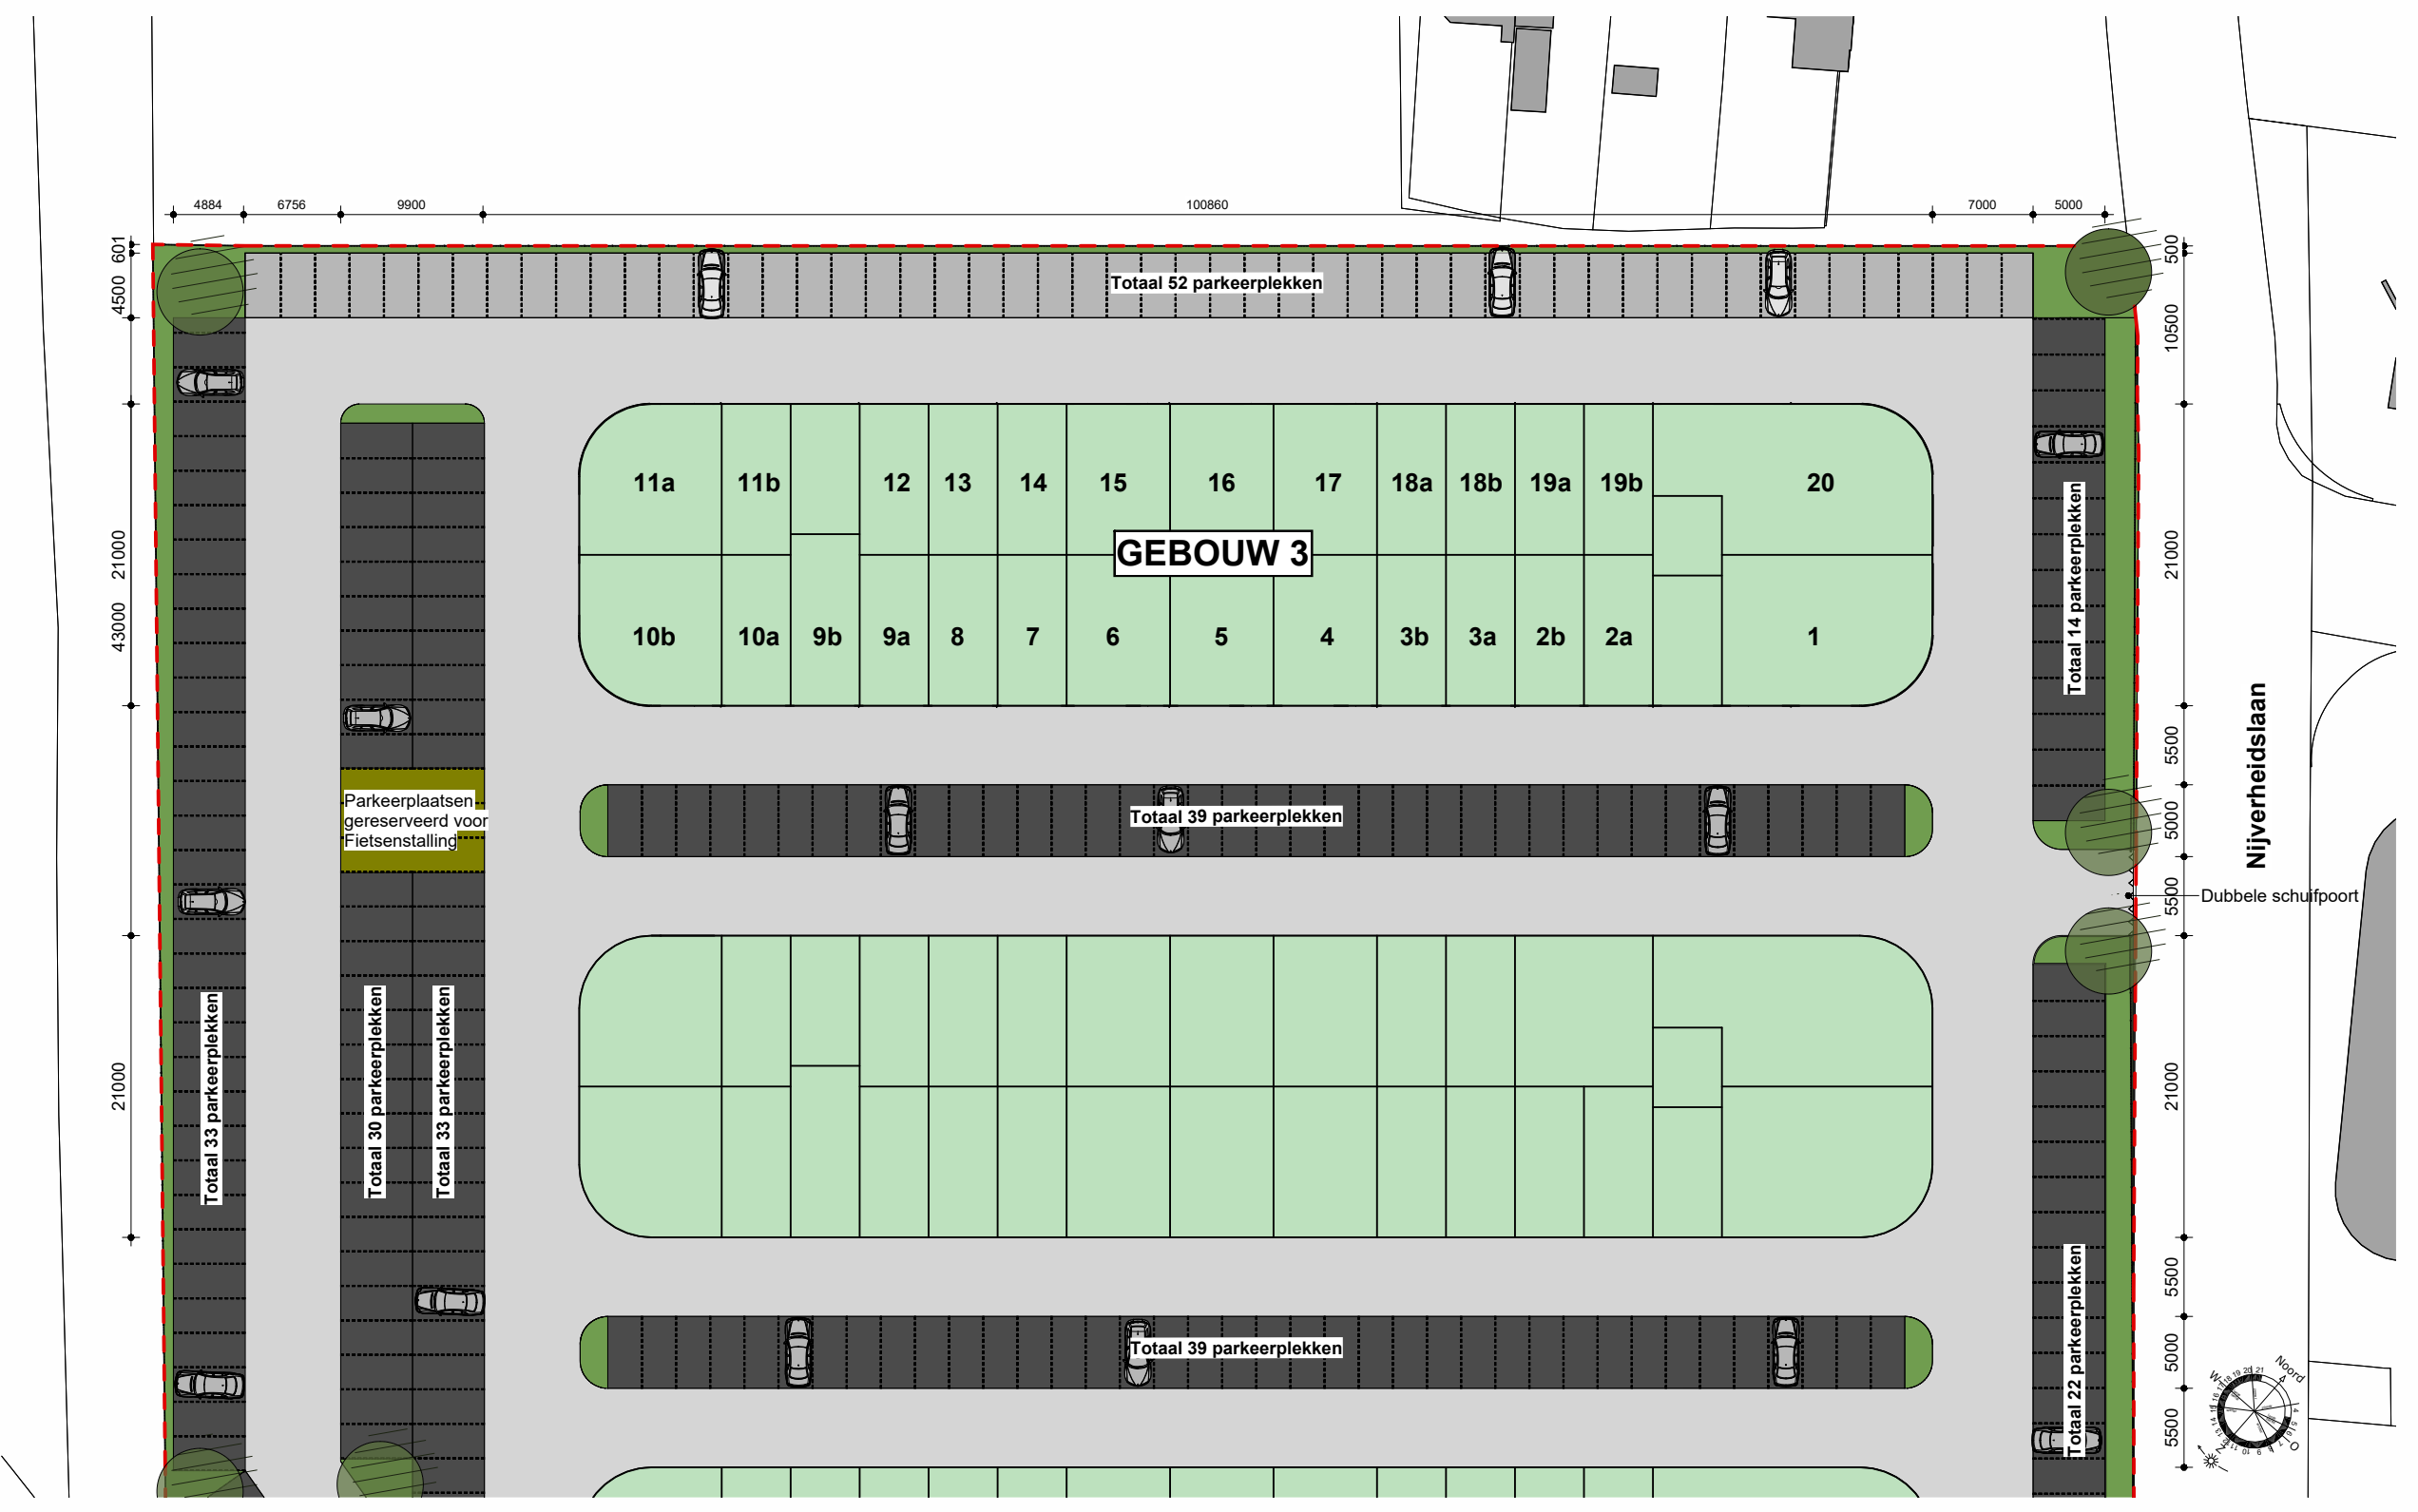 4884 6756 9900 100860 7000 5000
601
4500
21000
43000
21000
500
10500
21000
5500
5000
5500
21000
5500
5000
5500
Totaal 52 parkeerplekken
11a 11b 12 13 14 15 16 17 18a 18b 19a 19b 20
GEBOUW 3
10b 10a 9b 9a 8 7 6 5 4 3b 3a 2b 2a 1
Totaal 14 parkeerplekken
Nijverheidslaan
Parkeerplaatsen
gereserveerd voor
Fietsenstalling
Totaal 39 parkeerplekken
Dubbele schuifpoort
Totaal 33 parkeerplekken
Totaal 30 parkeerplekken
Totaal 33 parkeerplekken
Totaal 39 parkeerplekken
Totaal 22 parkeerplekken
Noord
W
O
Z